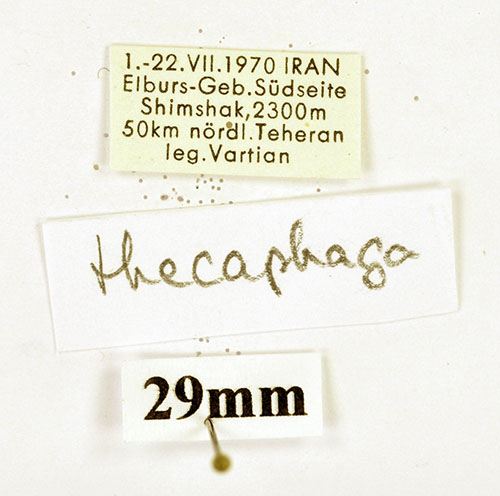 1.-22.VII.1970 IRAN
Elburs-Geb.Südseite
Shimshak,2300m
50km nördl.Teheran
leg.Vartian
thecaphaga
29mm